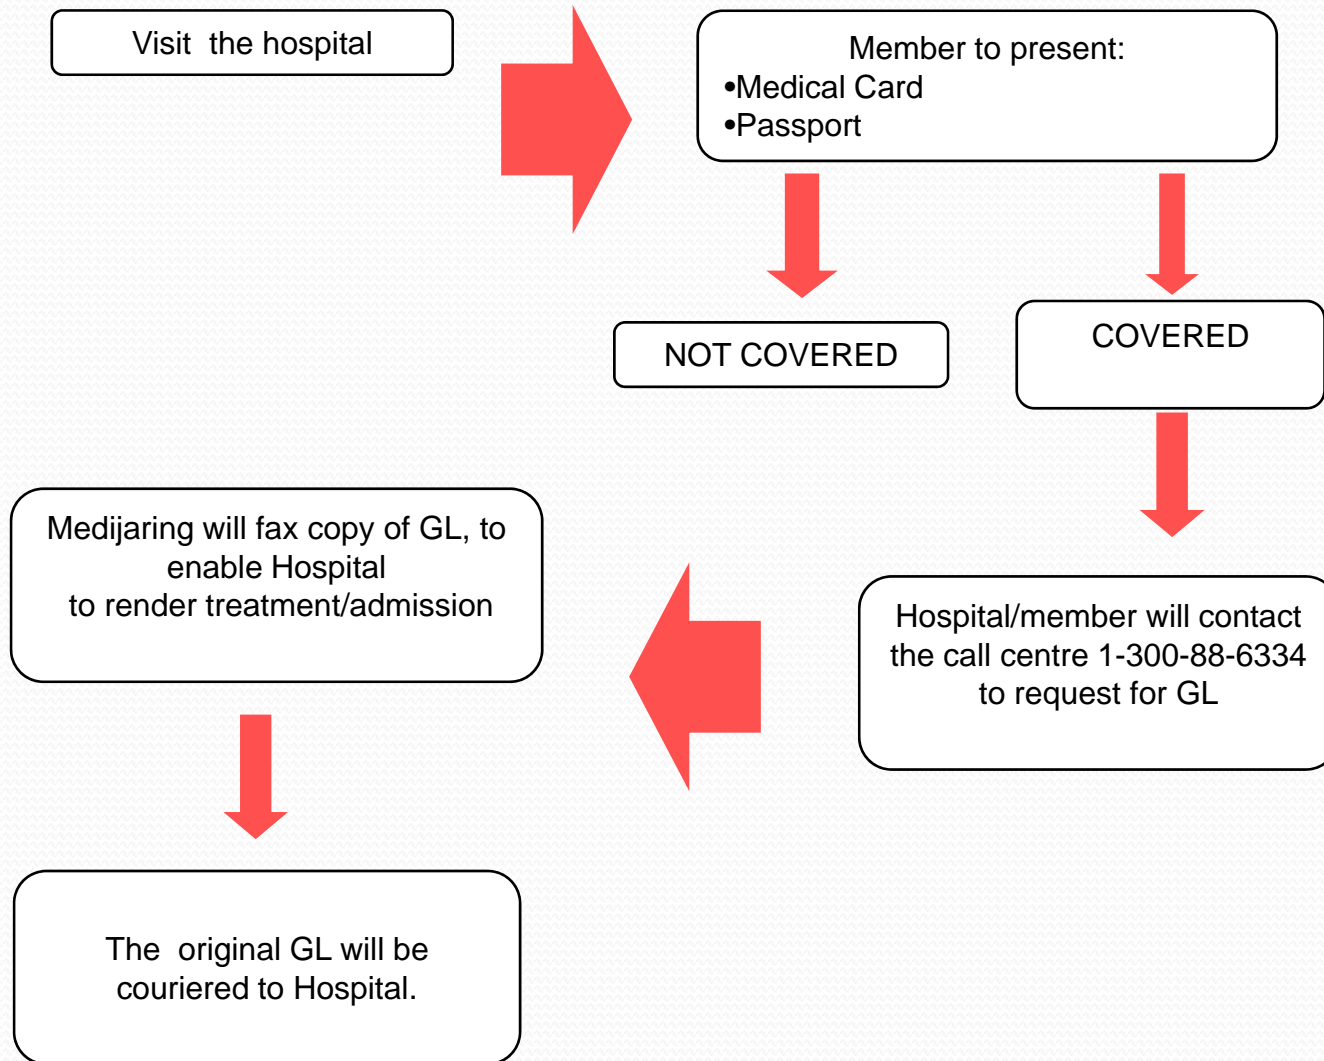 Visit  the hospital
Member to present:
•Medical Card
•Passport
NOT COVERED
COVERED
Hospital/member will contact
the call centre 1-300-88-6334
to request for GL
Medijaring will fax copy of GL, to
enable Hospital
to render treatment/admission
The  original GL will be
couriered to Hospital.